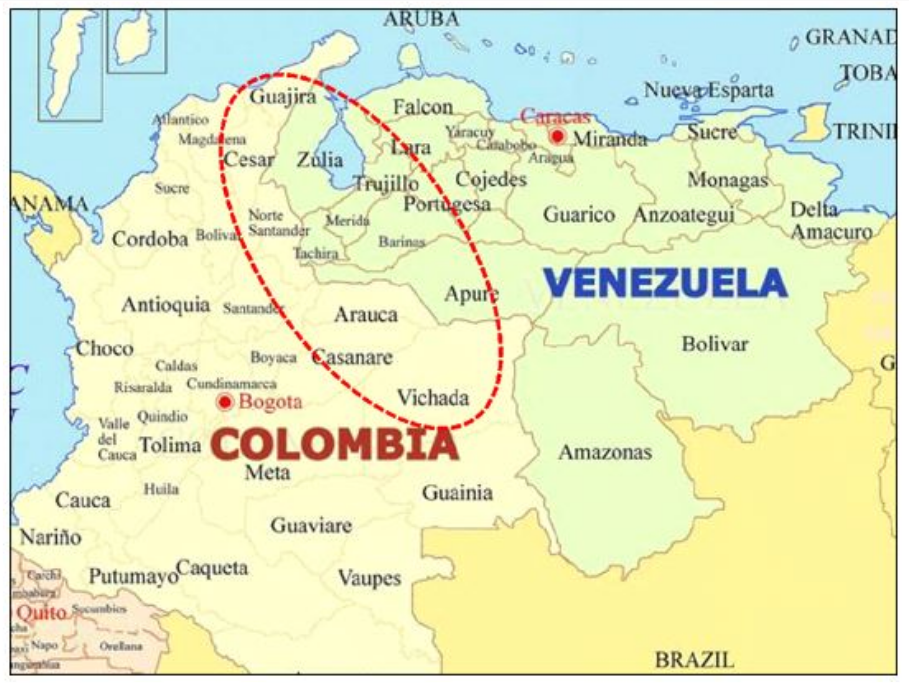 ARUBA
GRANAD
TOBA
Nueva Esparta
Guajira
Falcon
Caracas
Atlantico
Magdalena
Yaracuy
Carabobo
Miranda
Sucre
TRINI
Cesar
Zulia
Lara
Aragua
Sucre
Trujillo
Cojedes
Monagas
ANAMA
Portugesa
Norte
Santander
Merida
Guarico
Anzoategui
Delta
Amacuro
Cordoba
Bolivar
Barinas
Tachira
Apure
VENEZUELA
Antioquia
Santander
Arauca
Choco
Boyaca
Casanare
Bolivar
Caldas
Risaralda
Cundinamarca
Vichada
G
C
Bogota
Valle
del
Cauca
Quindio
Tolima
COLOMBIA
Amazonas
Meta
Cauca
Huila
Guainia
Nariño
Guaviare
Putumayo
Caqueta
Vaupes
Carchi
mbabura
Quito
Sucumbios
cha
Napo
Orellana
ngurahua
BRAZIL